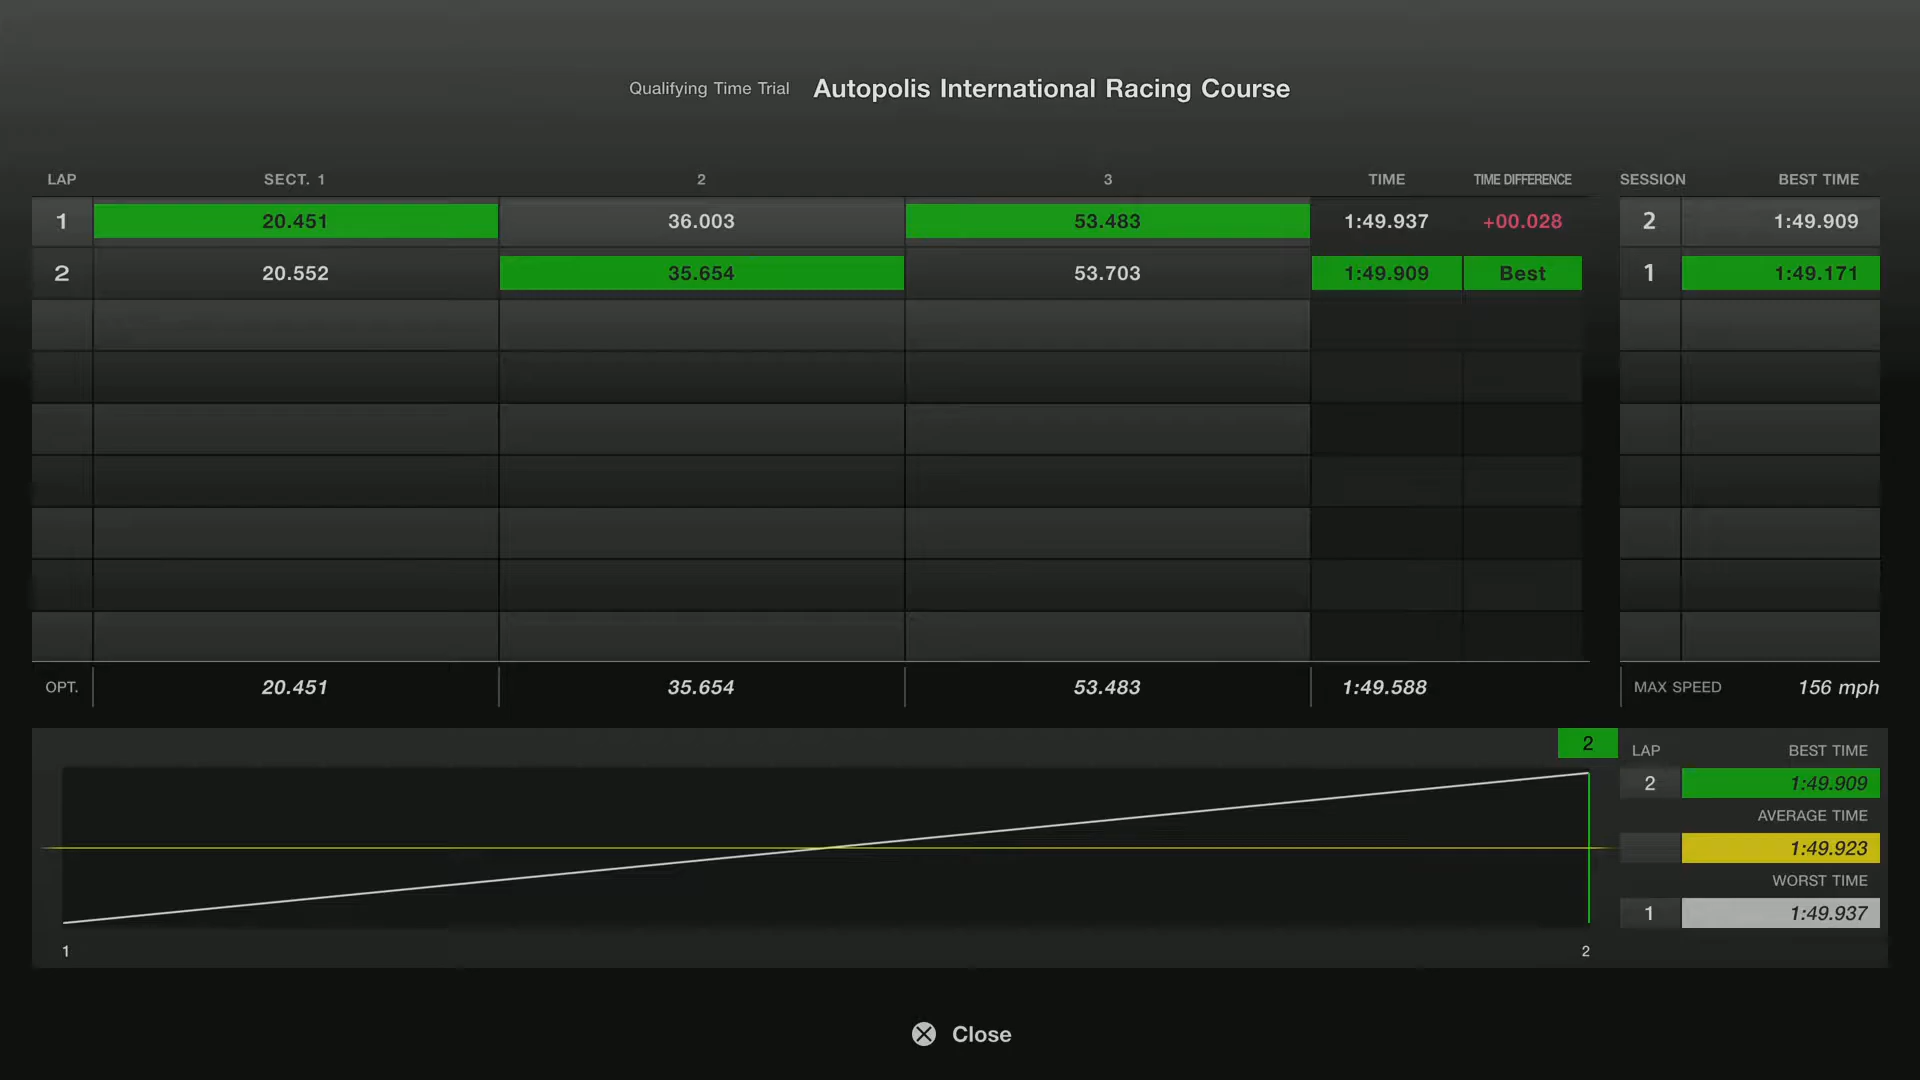 Qualifying Time Trial Autopolis International Racing Course
LAP SECT. 1 2 3 TIME TIME DIFFERENCE SESSION BEST TIME
1 20.451 36.003 53.483 1:49.937 +00.028 2 1:49.909
2 20.552 35.654 53.703 1:49.909 Best 1 1:49.171
OPT. 20.451 35.654 53.483 1:49.588 MAX SPEED 156 mph
2 LAP BEST TIME
2 1:49.909
AVERAGE TIME
1:49.923
WORST TIME
1 1:49.937
1 2
Close